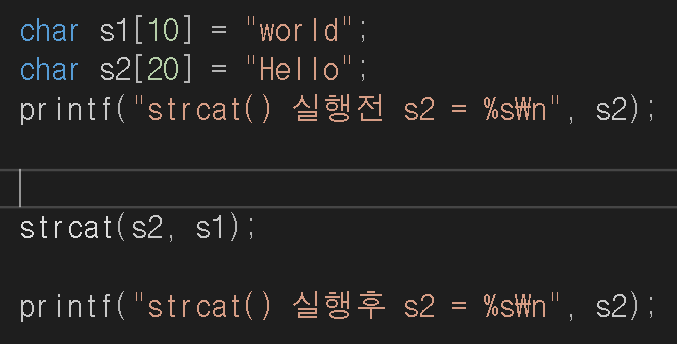 char s1[10] = "world";
char s2[20] = "Hello";
printf("strcat() 실행전 s2 = %s₩n", s2);
strcat(s2, s1);
printf("strcat() 실행후 s2 = %s₩n", s2);